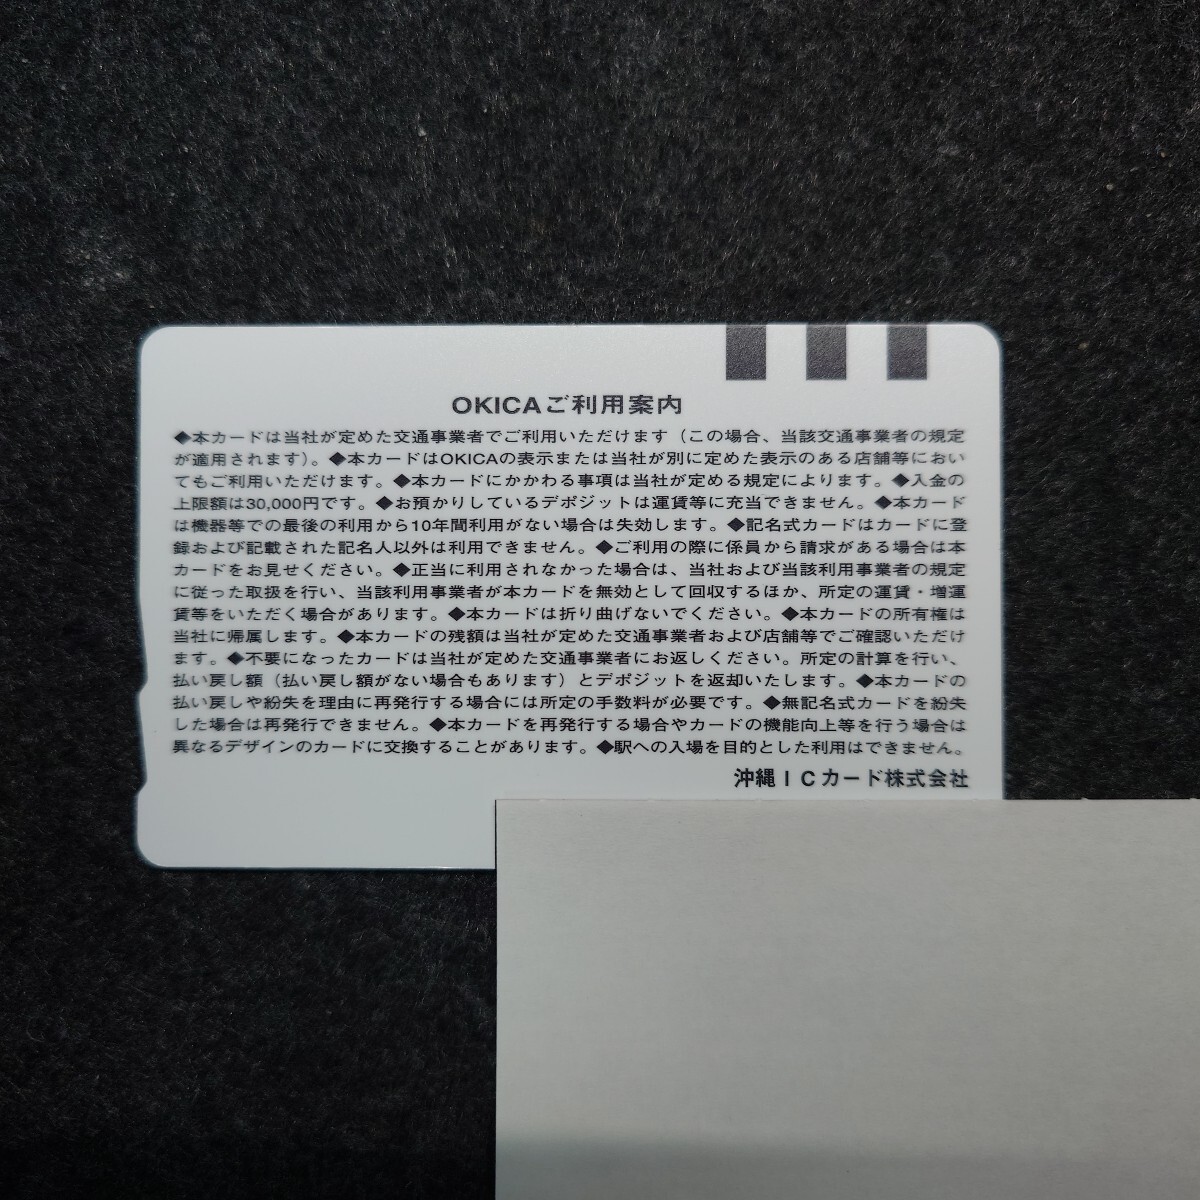 OKICAご利用案内
◆本カードは当社が定めた交通事業者でご利用いただけます（この場合、当該交通事業者の規定
が適用されます）。◆本カードはOKICAの表示または当社が別に定めた表示のある店舗等におい
てもご利用いただけます。◆本カードにかかわる事項は当社が定める規定によります。◆入金の
上限額は30,000円です。◆お預かりしているデポジットは運賃等に充当できません。◆本カード
は機器等での最後の利用から10年間利用がない場合は失効します。◆記名式カードはカードに登
録および記載された記名人以外は利用できません。◆ご利用の際に係員から請求がある場合は本
カードをお見せください。◆正当に利用されなかった場合は、当社および当該利用事業者の規定
に従った取扱を行い、当該利用事業者が本カードを無効として回収するほか、所定の運賃・増運
賃等をいただく場合があります。◆本カードは折り曲げないでください。◆本カードの所有権は
当社に帰属します。◆本カードの残額は当社が定めた交通事業者および店舗等でご確認いただけ
ます。◆不要になったカードは当社が定めた交通事業者にお返しください。所定の計算を行い、
払い戻し額（払い戻し額がない場合もあります）とデポジットを返却いたします。◆本カードの
払い戻しや紛失を理由に再発行する場合には所定の手数料が必要です。◆無記名式カードを紛失
した場合は再発行できません。◆本カードを再発行する場合やカードの機能向上等を行う場合は
異なるデザインのカードに交換することがあります。◆駅への入場を目的とした利用はできません。
沖縄ＩＣカード株式会社